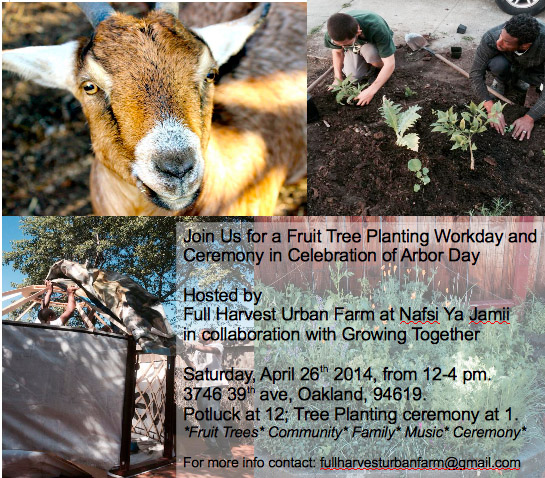 Join Us for a Fruit Tree Planting Workday and
Ceremony in Celebration of Arbor Day
Hosted by
Full Harvest Urban Farm at Nafsi Ya Jamii
in collaboration with Growing Together
Saturday, April 26th 2014, from 12-4 pm.
3746 39th ave, Oakland, 94619.
Potluck at 12; Tree Planting ceremony at 1.
*Fruit Trees* Community* Family* Music* Ceremony*
For more info contact: fullharvesturbanfarm@gmail.com